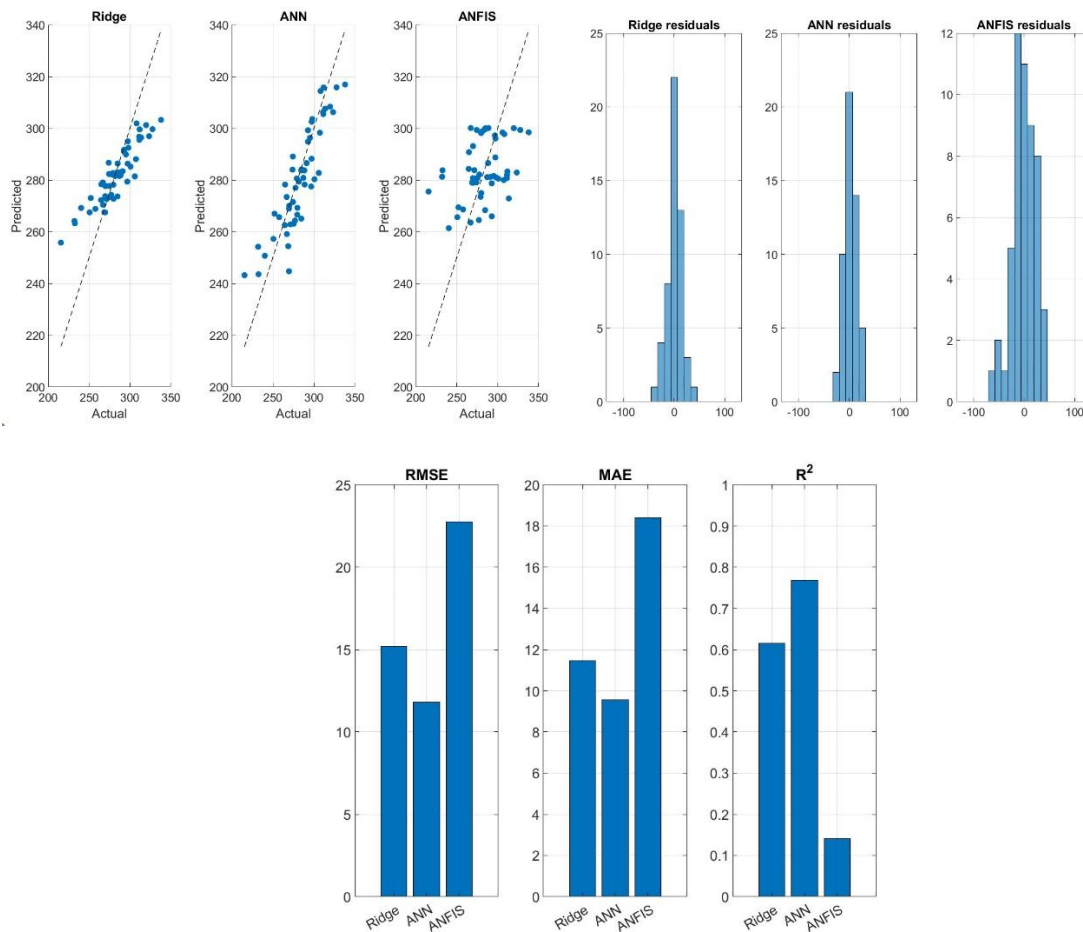 Ridge
340
320
300
280
260
240
220
200
Predicted
200 250 300 350
Actual
ANN
340
320
300
280
260
240
220
200
Predicted
200 250 300 350
Actual
ANFIS
340
320
300
280
260
240
220
200
Predicted
200 250 300 350
Actual
Ridge residuals
25
20
15
10
5
0
-100 0 100
ANN residuals
25
20
15
10
5
0
-100 0 100
ANFIS residuals
12
10
8
6
4
2
0
-100 0 100
RMSE
25
20
15
10
5
0
Ridge ANN ANFIS
MAE
20
18
16
14
12
10
8
6
4
2
0
Ridge ANN ANFIS
R²
1
0.9
0.8
0.7
0.6
0.5
0.4
0.3
0.2
0.1
0
Ridge ANN ANFIS